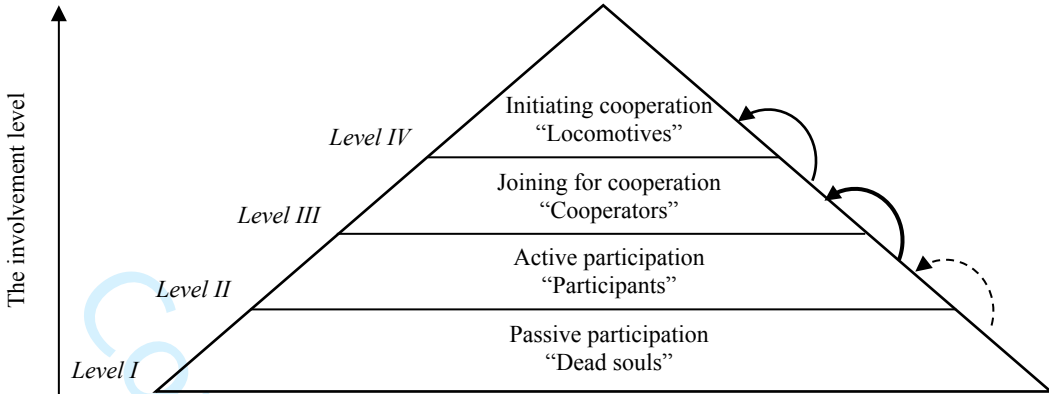 The involvement level
Initiating cooperation
“Locomotives”
Level IV
Joining for cooperation
“Cooperators”
Level III
Active participation
“Participants”
Level II
Passive participation
“Dead souls”
Level I